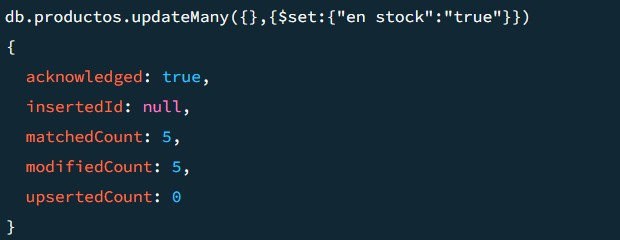 db.productos.updateMany({},{$set:{"en stock":"true"}})
{
  acknowledged: true,
  insertedId: null,
  matchedCount: 5,
  modifiedCount: 5,
  upsertedCount: 0
}